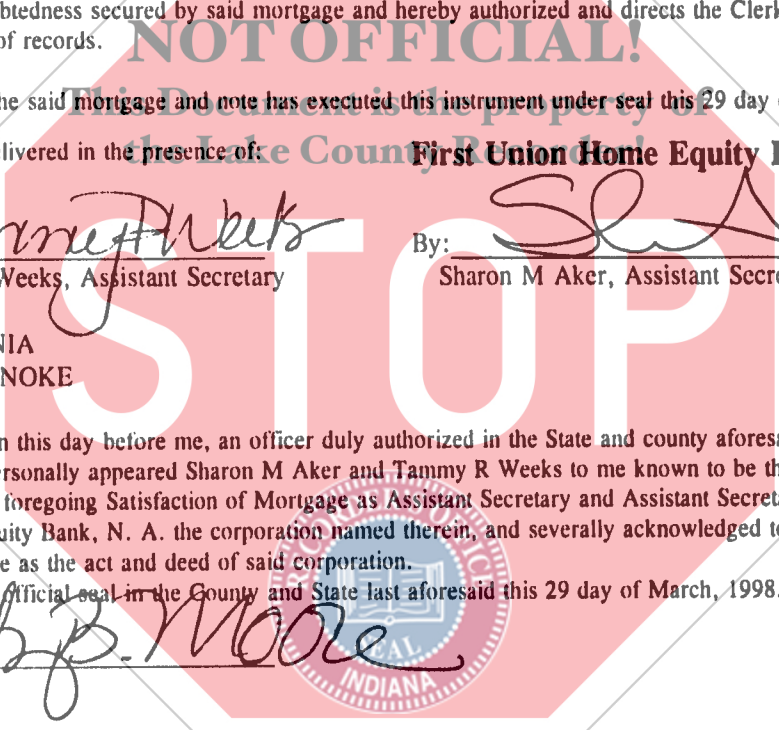 btedness secured by said mortgage and hereby authorized and directs the Clerk
of records.
NOT OFFICIAL!
he said mortgage and note has executed this instrument under seal this 29 day
This Document is the property of
livered in the presence of:
the Lake County Recorder!
First Union Home Equity
By:
Weeks, Assistant Secretary
Sharon M Aker, Assistant Secre
STOP
NIA
NOKE
n this day before me, an officer duly authorized in the State and county aforesa
ersonally appeared Sharon M Aker and Tammy R Weeks to me known to be th
foregoing Satisfaction of Mortgage as Assistant Secretary and Assistant Secreta
uity Bank, N. A. the corporation named therein, and severally acknowledged to
e as the act and deed of said corporation.
official seal in the County and State last aforesaid this 29 day of March, 1998.
B. Moore
SEAL
INDIANA